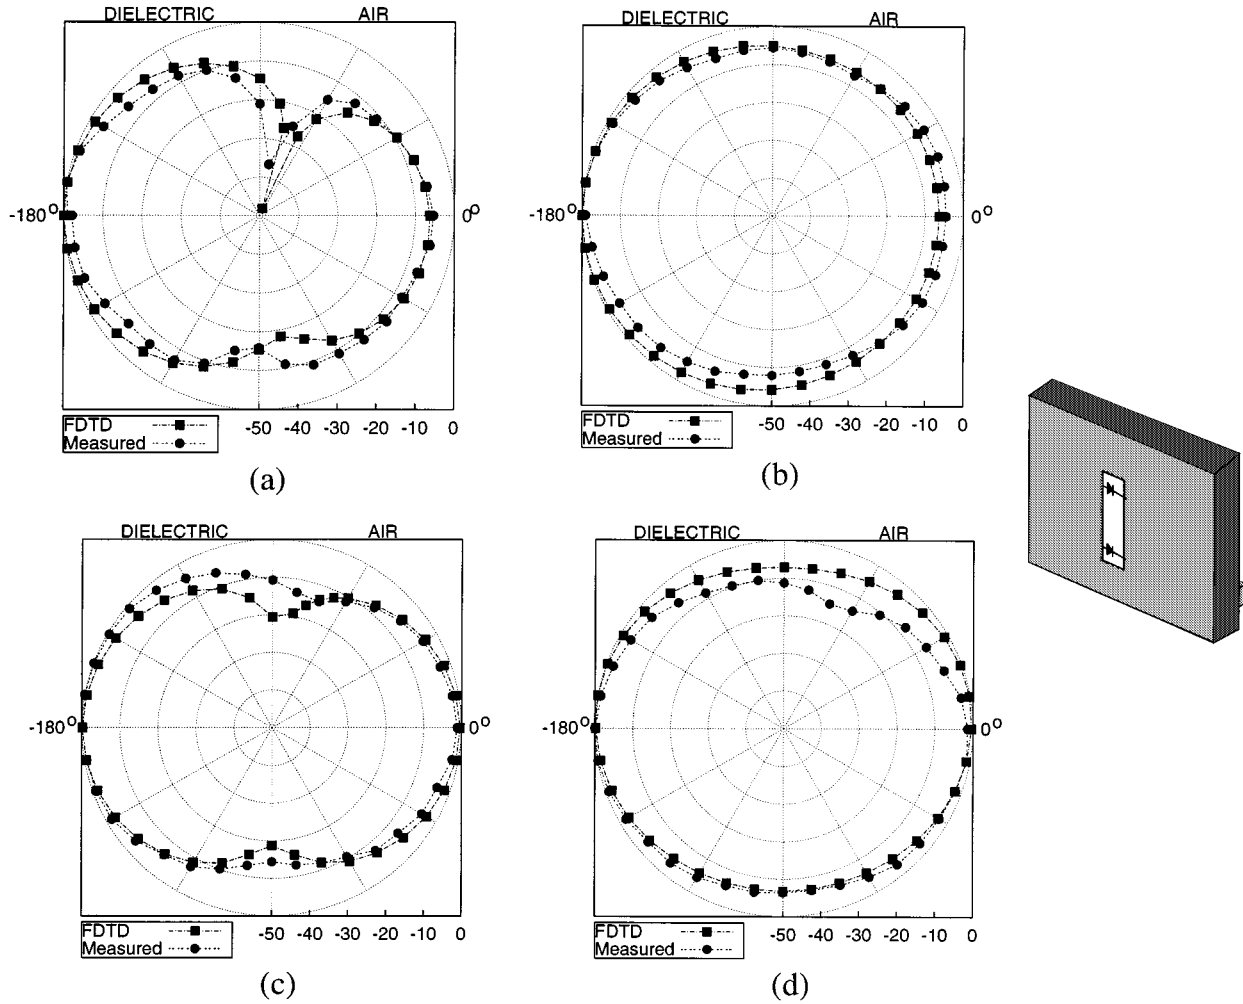 DIELECTRIC AIR
-180° 0°
FDTD
Measured
-50 -40 -30 -20 -10 0
(a)
DIELECTRIC AIR
-180° 0°
FDTD
Measured
-50 -40 -30 -20 -10 0
(b)
DIELECTRIC AIR
-180° 0°
FDTD
Measured
-50 -40 -30 -20 -10 0
(c)
DIELECTRIC AIR
-180° 0°
FDTD
Measured
-50 -40 -30 -20 -10 0
(d)